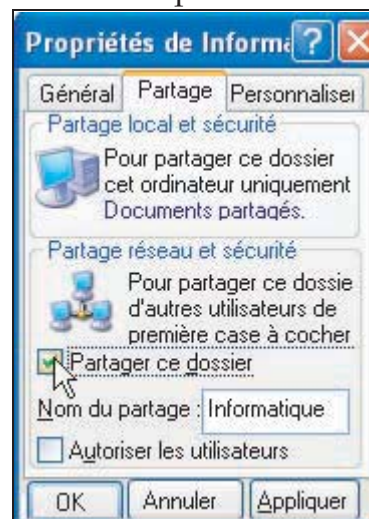 Propriétés de Informa
Général Partage Personnaliser
Partage local et sécurité
Pour partager ce dossier
cet ordinateur uniquement
Documents partagés.
Partage réseau et sécurité
Pour partager ce dossie
d'autres utilisateurs de
première case à cocher
Partager ce dossier
Nom du partage : Informatique
Autoriser les utilisateurs
OK Annuler Appliquer